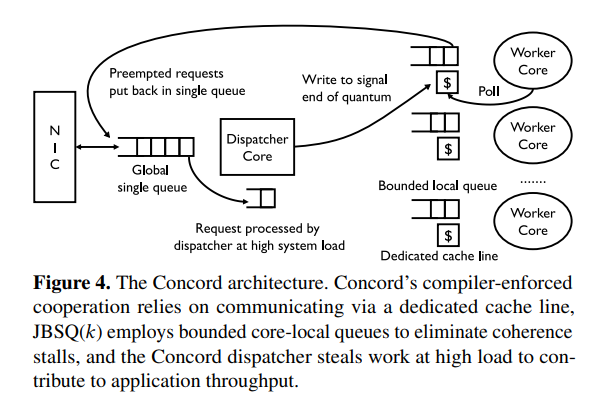 Preempted requests
put back in single queue
Write to signal
end of quantum
$
Poll
Worker
Core
N
I
C
Global
single queue
Dispatcher
Core
$
Worker
Core
.......
Request processed by
dispatcher at high system load
Bounded local queue
$
Dedicated cache line
Worker
Core
Figure 4. The Concord architecture. Concord's compiler-enforced
cooperation relies on communicating via a dedicated cache line,
JBSQ(k) employs bounded core-local queues to eliminate coherence
stalls, and the Concord dispatcher steals work at high load to con-
tribute to application throughput.